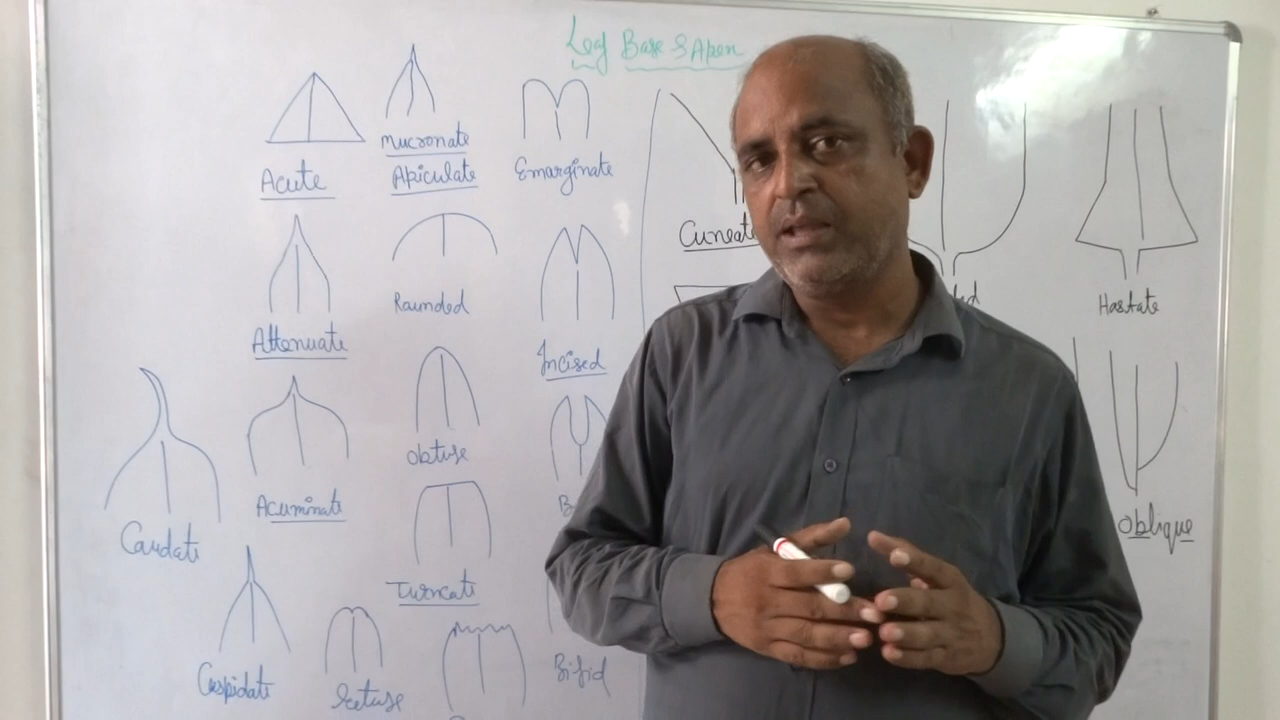 Leaf Base & Apex
Acute
Mucronate
Apiculate
Emarginate
Attenuate
Rounded
Incised
Caudate
Acuminate
Obtuse
Truncate
Cuspidate
Retuse
Bifid
Cuneate
Hastate
Oblique